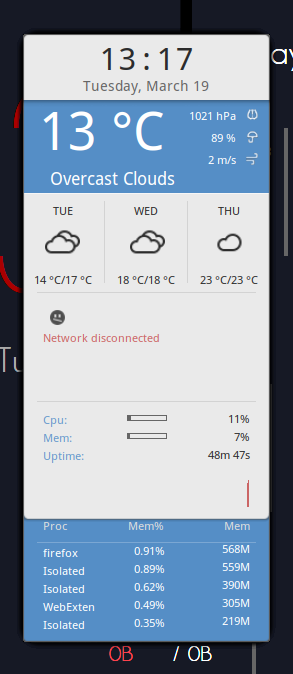 13:17
ay
Tuesday, March 19
13 °C
1021 hPa
89 %
2 m/s
Overcast Clouds
TUE WED THU
14 °C/17 °C 18 °C/18 °C 23 °C/23 °C
Network disconnected
Tu
Cpu: 11%
Mem: 7%
Uptime: 48m 47s
Proc Mem% Mem
firefox 0.91% 568M
Isolated 0.89% 559M
Isolated 0.62% 390M
WebExten 0.49% 305M
Isolated 0.35% 219M
0B / 0B